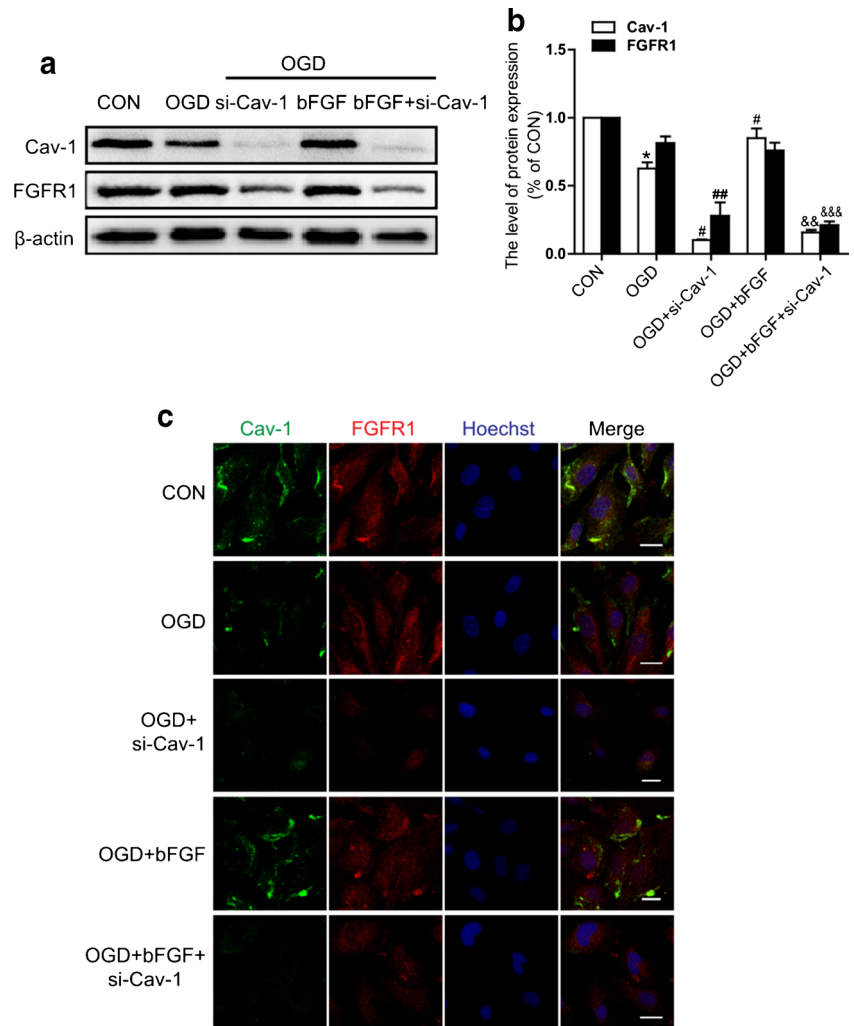 a
OGD
CON OGD si-Cav-1 bFGF bFGF+si-Cav-1
Cav-1
FGFR1
β-actin
b
Cav-1
FGFR1
The level of protein expression
(% of CON)
1.5
1.0
0.5
0.0
*
#
##
#
&&
&&&
CON
OGD
OGD+si-Cav-1
OGD+bFGF
OGD+bFGF+si-Cav-1
c
Cav-1 FGFR1 Hoechst Merge
CON
OGD
OGD+
si-Cav-1
OGD+bFGF
OGD+bFGF+
si-Cav-1